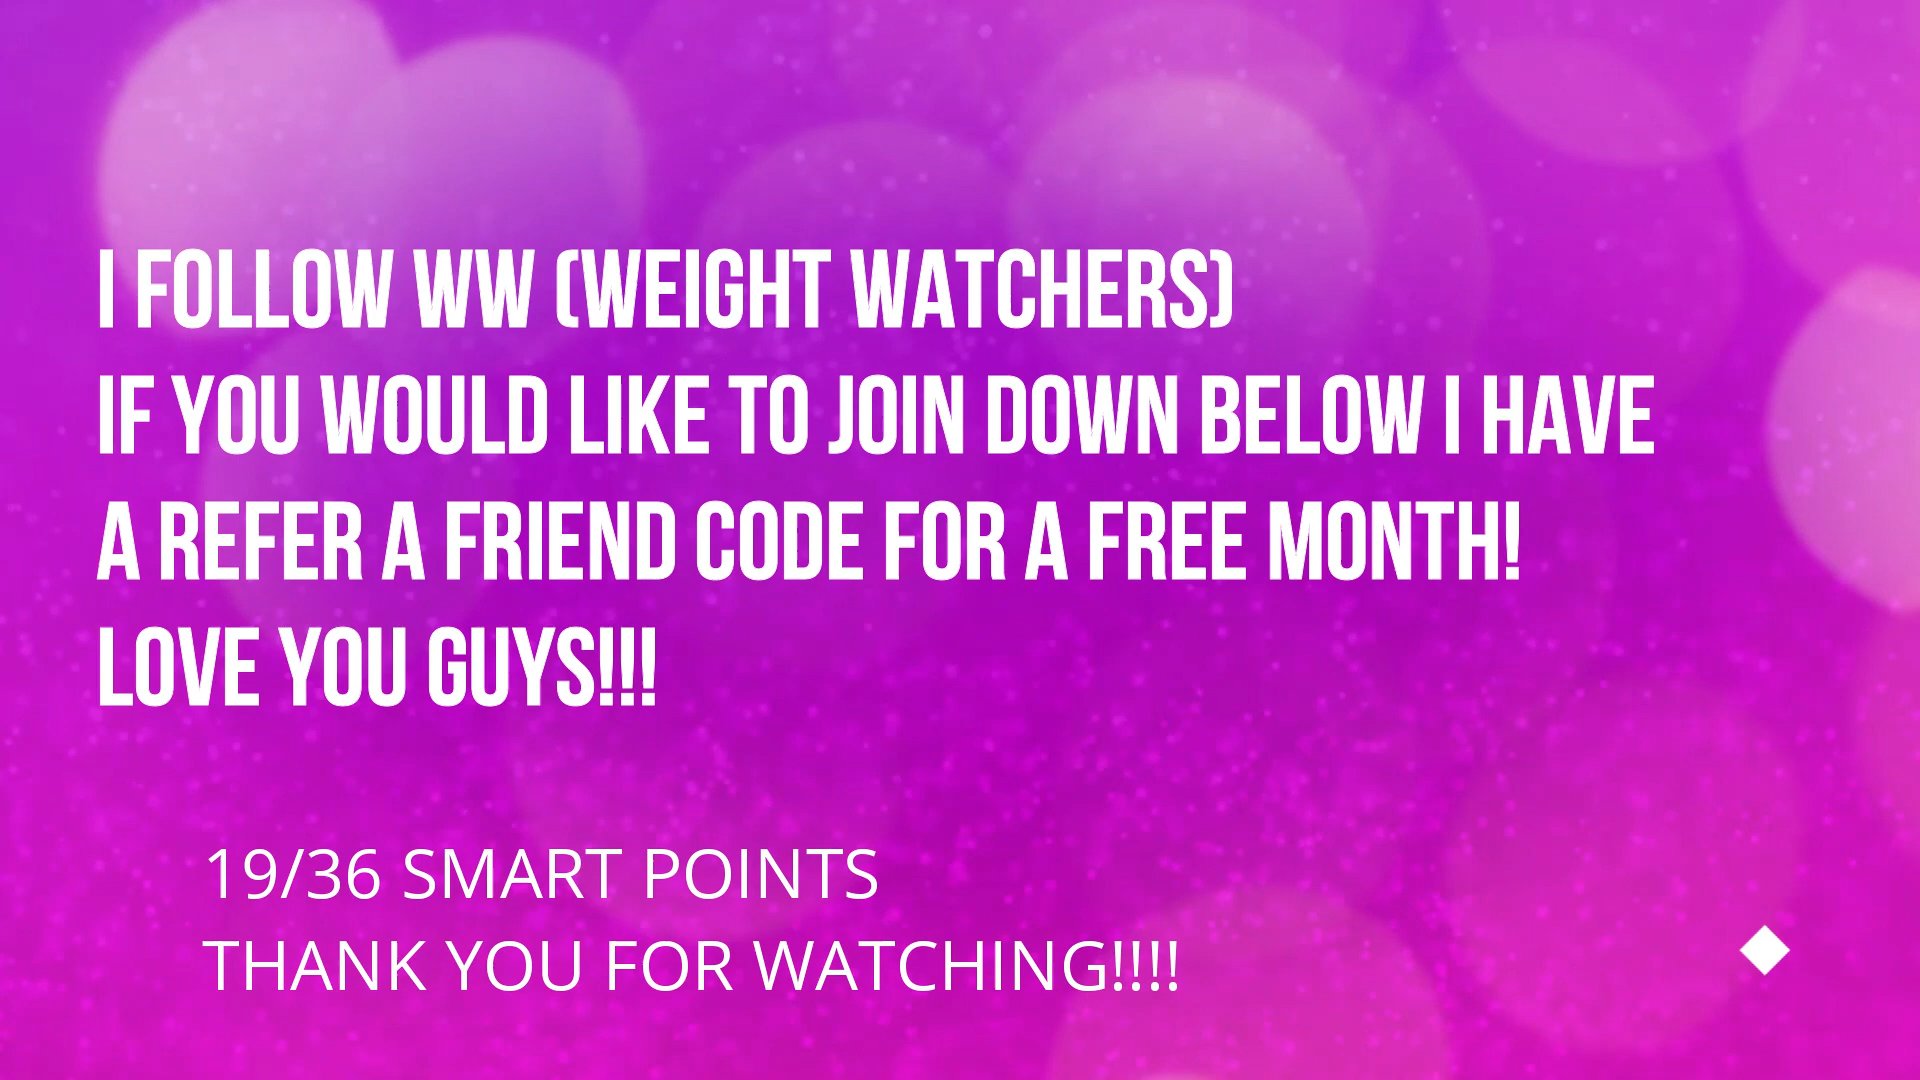 I FOLLOW WW (WEIGHT WATCHERS)
IF YOU WOULD LIKE TO JOIN DOWN BELOW I HAVE
A REFER A FRIEND CODE FOR A FREE MONTH!
LOVE YOU GUYS!!!
19/36 SMART POINTS
THANK YOU FOR WATCHING!!!!